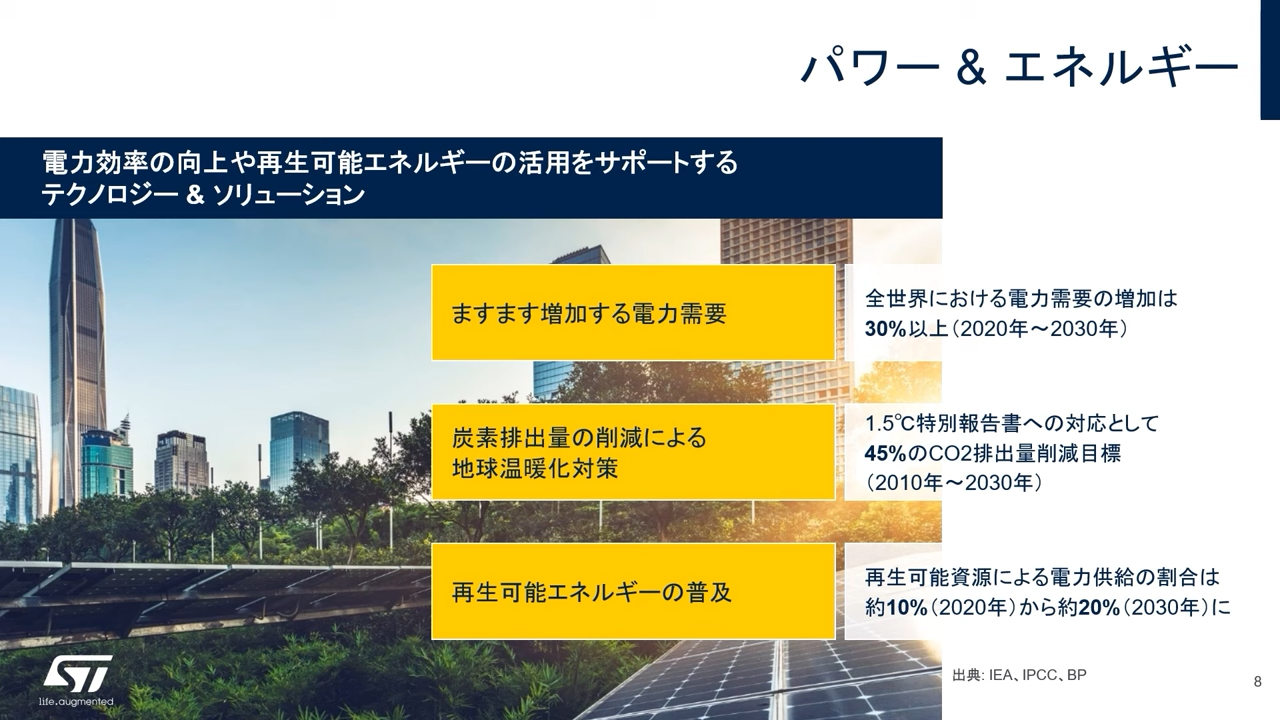 パワー & エネルギー
電力効率の向上や再生可能エネルギーの活用をサポートする
テクノロジー & ソリューション
ますます増加する電力需要
全世界における電力需要の増加は
30%以上（2020年～2030年）
炭素排出量の削減による
地球温暖化対策
1.5℃特別報告書への対応として
45%のCO2排出量削減目標
（2010年～2030年）
再生可能エネルギーの普及
再生可能資源による電力供給の割合は
約10%（2020年）から約20%（2030年）に
ST
life.augmented
出典: IEA、IPCC、BP
8